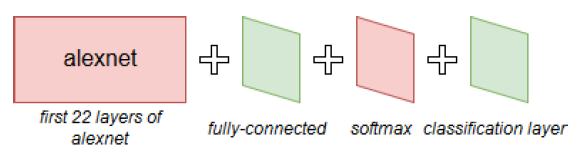 alexnet
first 22 layers of
alexnet
fully-connected
softmax
classification layer